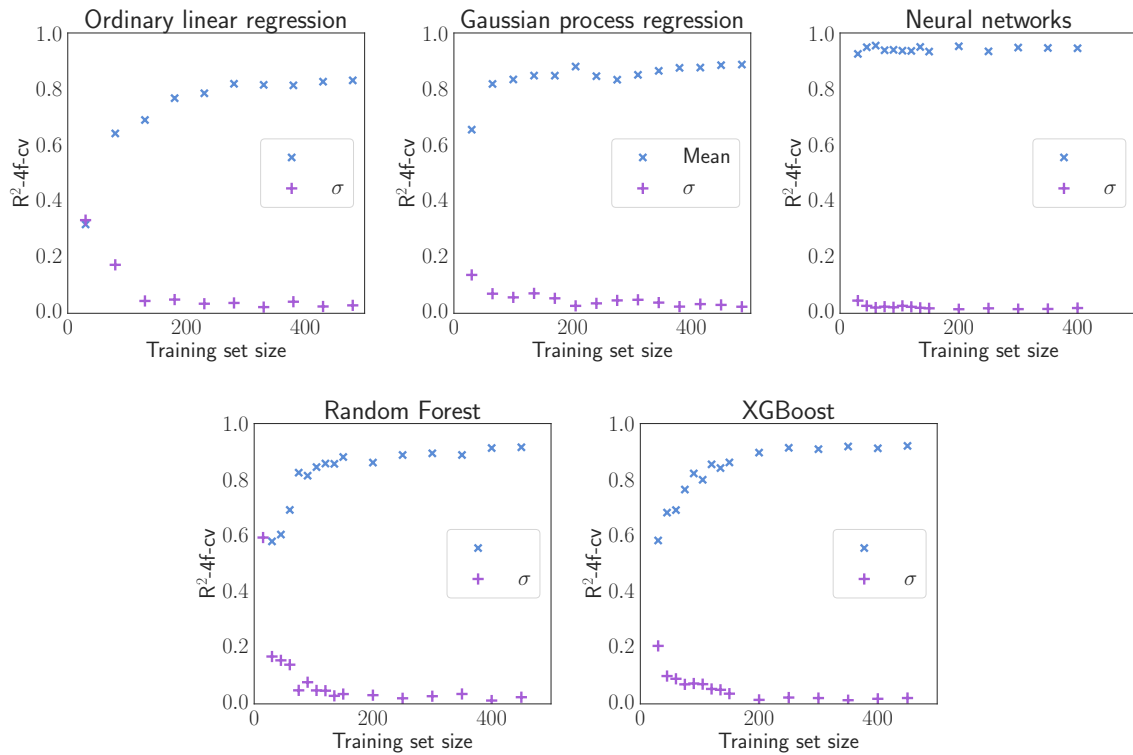 Ordinary linear regression
1.0
0.8
0.6
0.4
0.2
0.0
R²-4f-cv
σ
0 200 400
Training set size
Gaussian process regression
1.0
0.8
0.6
0.4
0.2
0.0
R²-4f-cv
Mean
σ
0 200 400
Training set size
Neural networks
1.0
0.8
0.6
0.4
0.2
0.0
R²-4f-cv
σ
0 200 400
Training set size
Random Forest
1.0
0.8
0.6
0.4
0.2
0.0
R²-4f-cv
σ
0 200 400
Training set size
XGBoost
1.0
0.8
0.6
0.4
0.2
0.0
R²-4f-cv
σ
0 200 400
Training set size